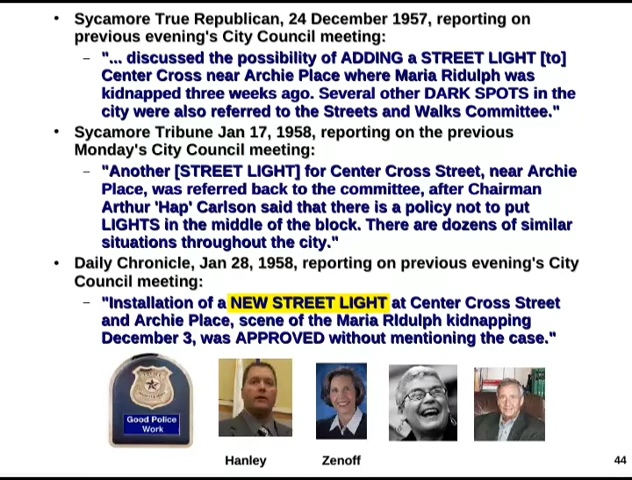 • Sycamore True Republican, 24 December 1957, reporting on
previous evening's City Council meeting:
– "... discussed the possibility of ADDING a STREET LIGHT [to]
Center Cross near Archie Place where Maria Ridulph was
kidnapped three weeks ago. Several other DARK SPOTS in the
city were also referred to the Streets and Walks Committee."
• Sycamore Tribune Jan 17, 1958, reporting on the previous
Monday's City Council meeting:
– "Another [STREET LIGHT] for Center Cross Street, near Archie
Place, was referred back to the committee, after Chairman
Arthur 'Hap' Carlson said that there is a policy not to put
LIGHTS in the middle of the block. There are dozens of similar
situations throughout the city."
• Daily Chronicle, Jan 28, 1958, reporting on previous evening's City
Council meeting:
– "Installation of a NEW STREET LIGHT at Center Cross Street
and Archie Place, scene of the Maria RIdulph kidnapping
December 3, was APPROVED without mentioning the case."
Good Police
Work
Hanley
Zenoff
44